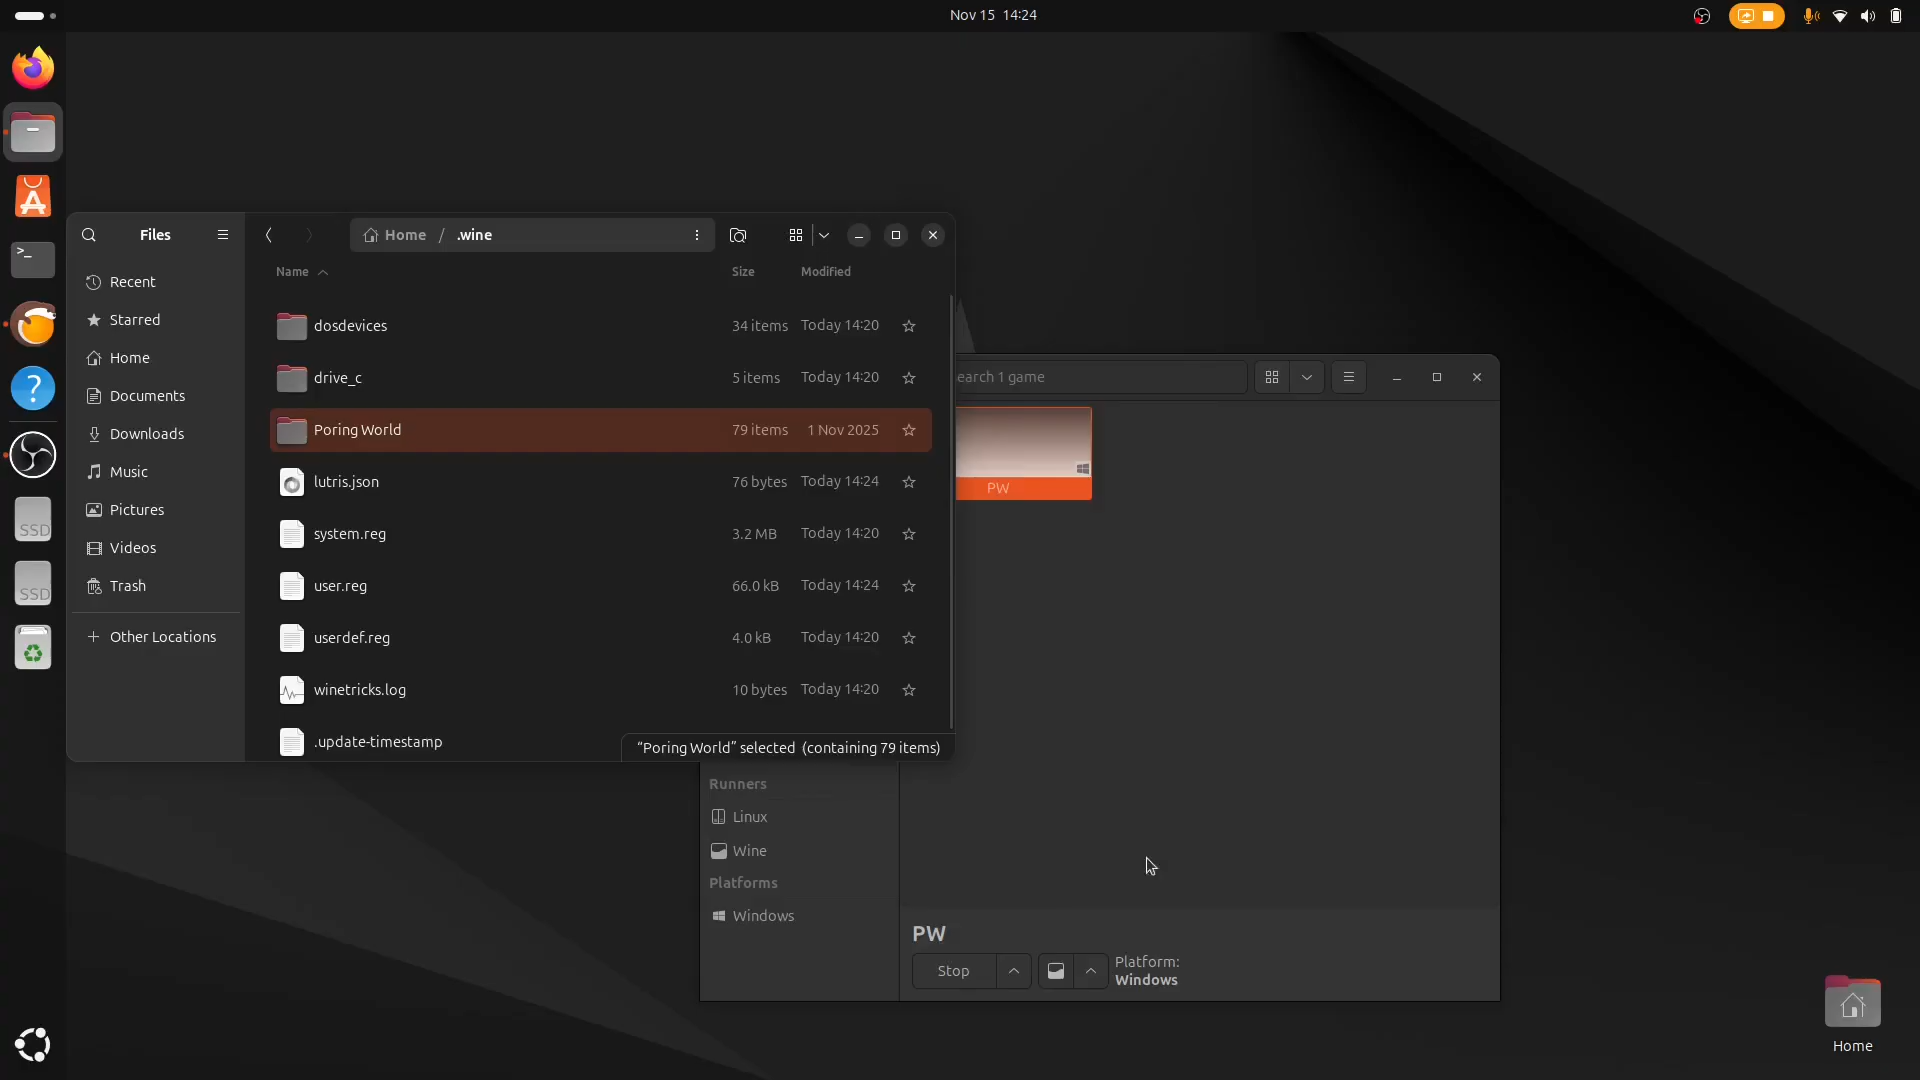 Nov 15 14:24
Files
Home / .wine
Name Size Modified
Recent
Starred
Home
Documents
Downloads
Music
Pictures
Videos
Trash
Other Locations
dosdevices 34 items Today 14:20
drive_c 5 items Today 14:20
Poring World 79 items 1 Nov 2025
lutris.json 76 bytes Today 14:24
system.reg 3.2 MB Today 14:20
user.reg 66.0 kB Today 14:24
userdef.reg 4.0 kB Today 14:20
winetricks.log 10 bytes Today 14:20
.update-timestamp
“Poring World” selected (containing 79 items)
earch 1 game
PW
Runners
Linux
Wine
Platforms
Windows
PW
Stop
Platform:
Windows
SSD
SSD
Home